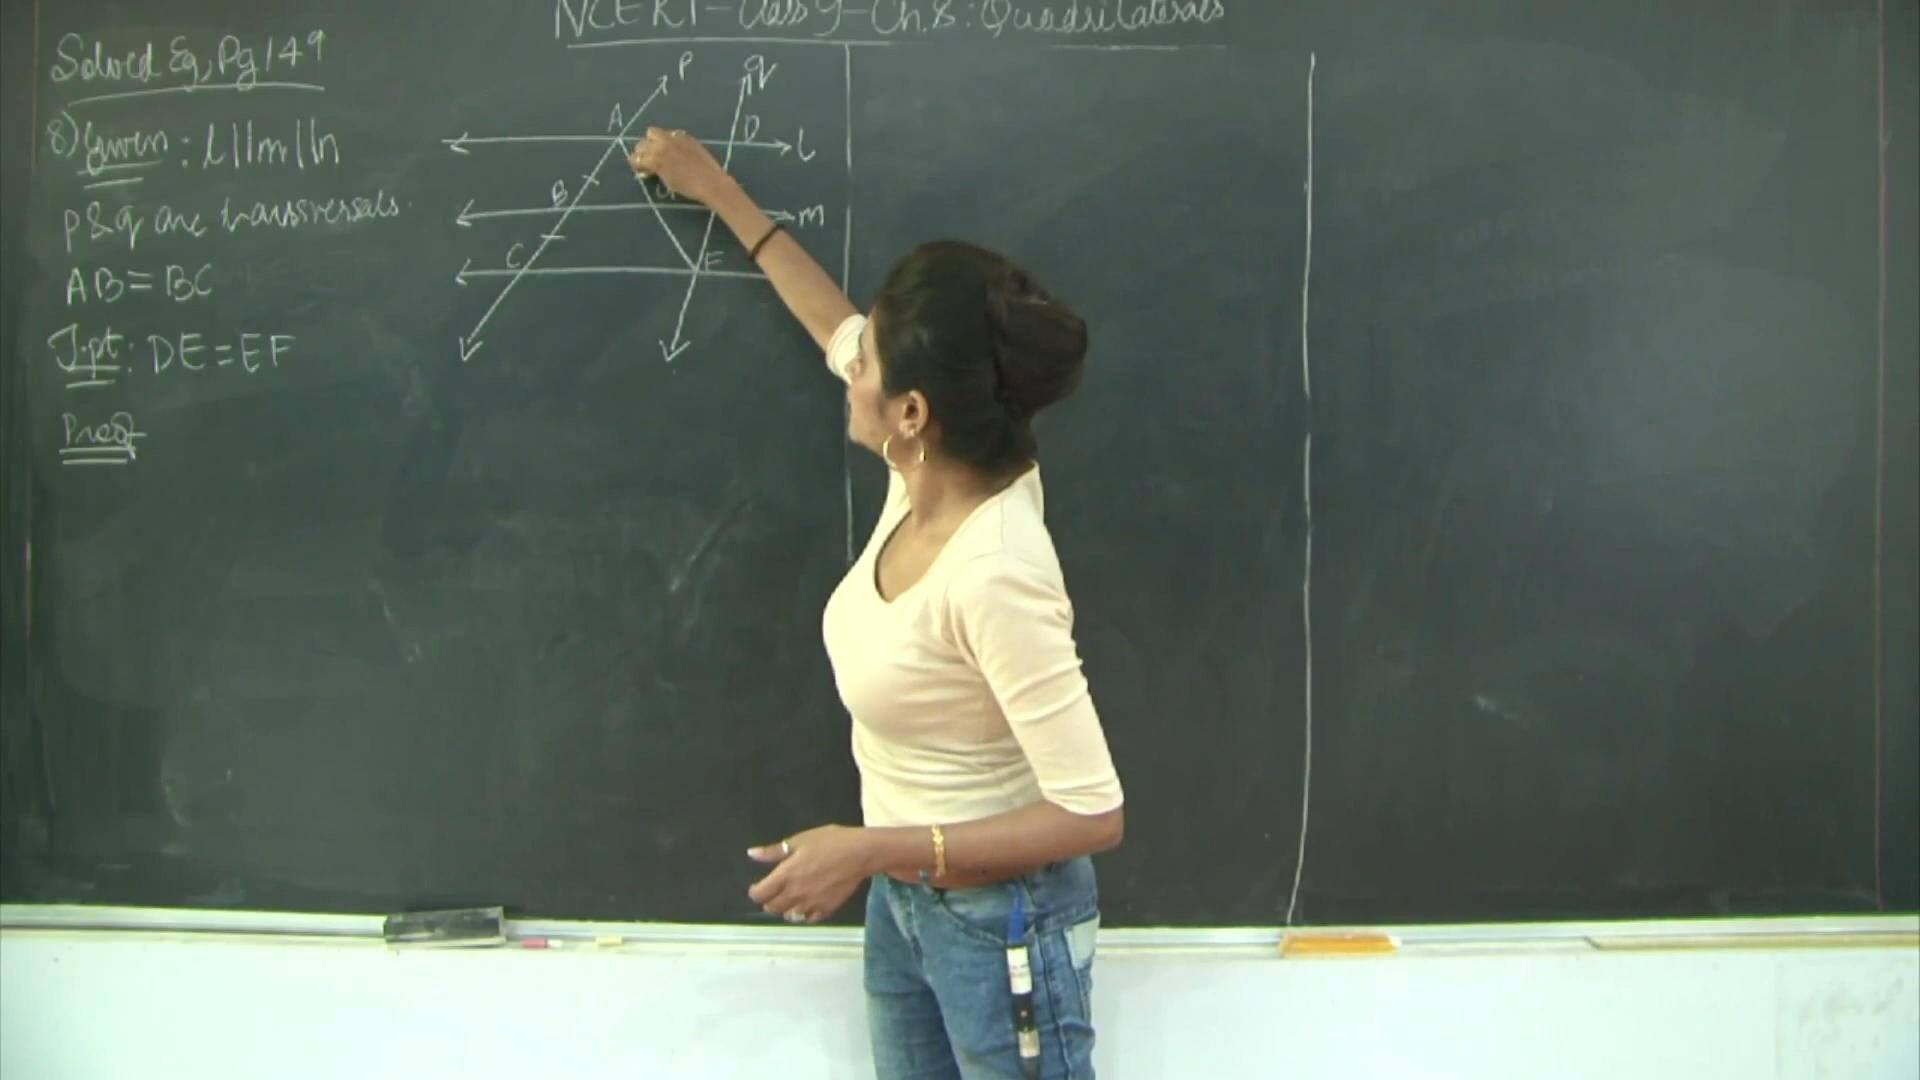 NCERT-Class 9-Ch.8: Quadrilaterals
Solved Eg, Pg 149
8) Given : l||m||n
p & q are transversals.
AB = BC
T.pt : DE = EF
Proof
P
q
A
D
l
B
G
m
C
F